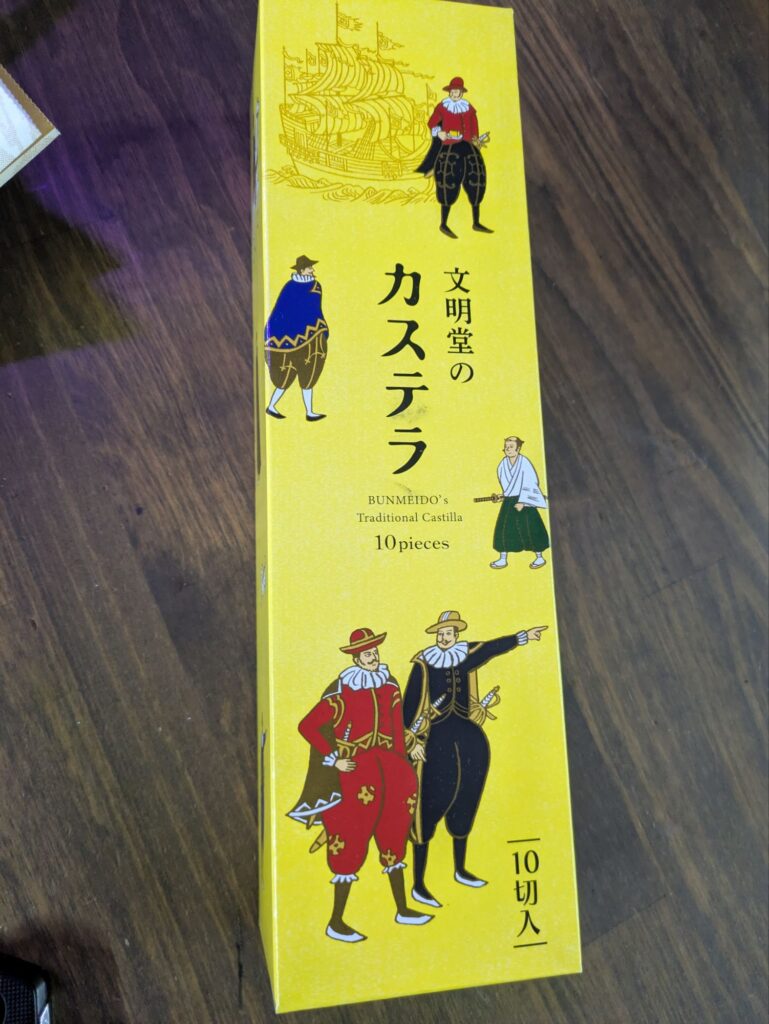 文明堂の
カステラ
BUNMEIDO's
Traditional Castilla
10pieces
10切入